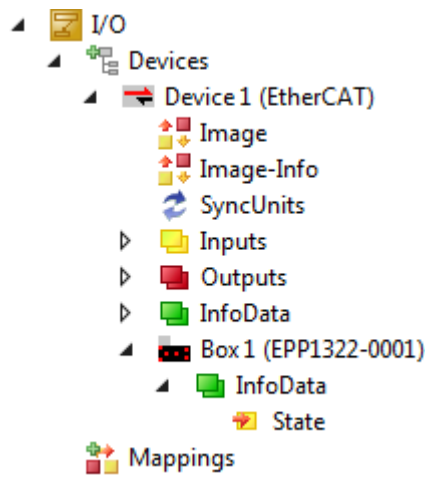 I/O
Devices
Device 1 (EtherCAT)
Image
Image-Info
SyncUnits
Inputs
Outputs
InfoData
Box 1 (EPP1322-0001)
InfoData
State
Mappings